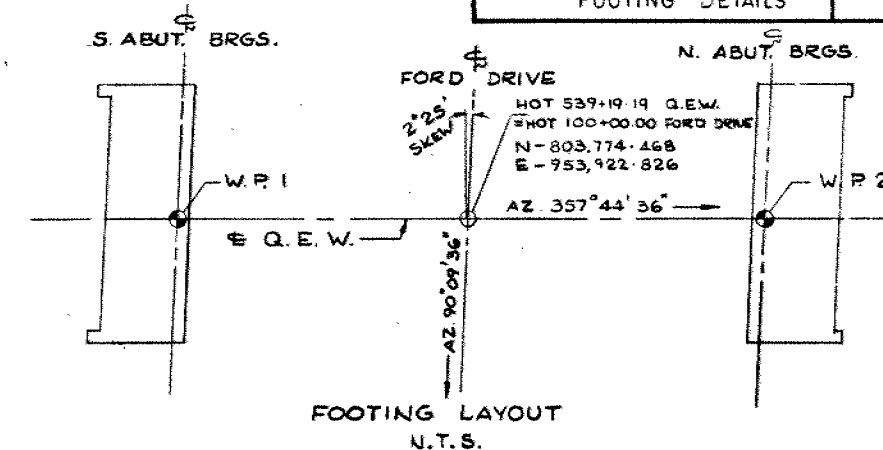 FOOTING DETAILS
S. ABUT. BRGS.
FORD DRIVE
N. ABUT. BRGS.
2°25'
SKEW
HOT 539+19.19 Q.E.W.
=HOT 100+00.00 FORD DRIVE
N-803,774.468
E-953,922.826
W.P. 1
W.P. 2
AZ. 357°44'36"
℄ Q.E.W.
AZ. 90°09'36"
FOOTING LAYOUT
N.T.S.